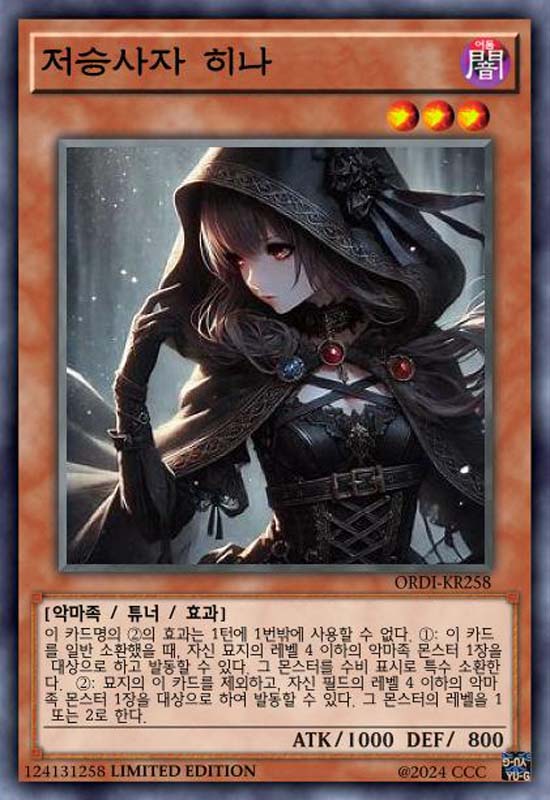 저승사자 히나
어둠
闇
ORDI-KR258
[악마족 / 튜너 / 효과]
이 카드명의 ②의 효과는 1턴에 1번밖에 사용할 수 없다. ①: 이 카드
를 일반 소환했을 때, 자신 묘지의 레벨 4 이하의 악마족 몬스터 1장을
대상으로 하고 발동할 수 있다. 그 몬스터를 수비 표시로 특수 소환한
다. ②: 묘지의 이 카드를 제외하고, 자신 필드의 레벨 4 이하의 악마
족 몬스터 1장을 대상으로 하여 발동할 수 있다. 그 몬스터의 레벨을 1
또는 2로 한다.
ATK/1000 DEF/ 800
124131258 LIMITED EDITION
@2024 CCC